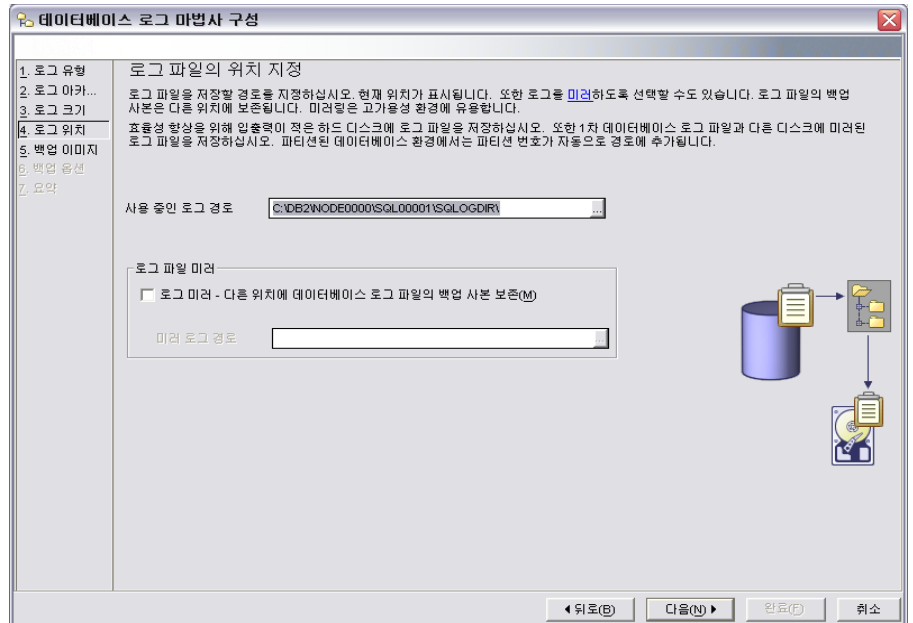 데이터베이스 로그 마법사 구성
1. 로그 유형
2. 로그 아카...
3. 로그 크기
4. 로그 위치
5. 백업 이미지
6. 백업 옵션
7. 요약
로그 파일의 위치 지정
로그 파일을 저장할 경로를 지정하십시오. 현재 위치가 표시됩니다. 또한 로그를 미러하도록 선택할 수도 있습니다. 로그 파일의 백업
사본은 다른 위치에 보존됩니다. 미러링은 고가용성 환경에 유용합니다.
효율성 향상을 위해 입출력이 적은 하드 디스크에 로그 파일을 저장하십시오. 또한 1차 데이터베이스 로그 파일과 다른 디스크에 미러된
로그 파일을 저장하십시오. 파티션된 데이터베이스 환경에서는 파티션 번호가 자동으로 경로에 추가됩니다.
사용 중인 로그 경로 C:\DB2\NODE0000\SQL00001\SQLOGDIR\ ...
로그 파일 미러
로그 미러 - 다른 위치에 데이터베이스 로그 파일의 백업 사본 보존(M)
미러 로그 경로 ...
뒤로(B) 다음(N) 완료(F) 취소